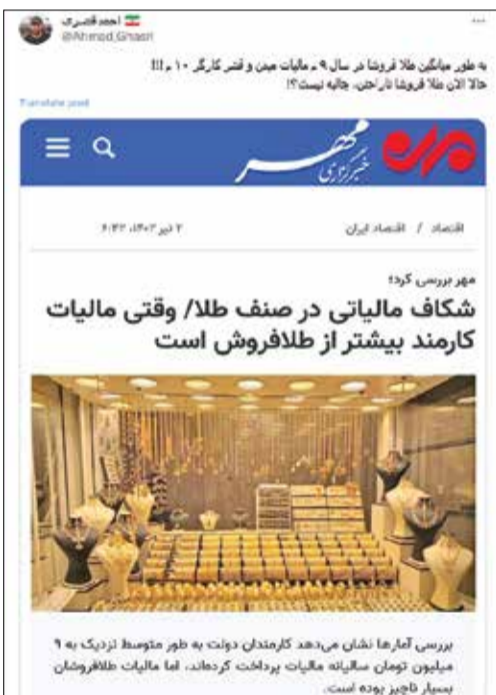 احمد قصری
@Ahmad_Ghasri
به طور میانگین طلا فروشا در سال ۹ م مالیات میدن و قشر کارگر ۱۰ م!!!
حالا الان طلا فروشا ناراحتن، جالبه نیست؟!
Translate post
خبرگزاری مهر
اقتصاد / اقتصاد ایران
۲ تیر ۱۴۰۳، ۶:۴۳
مهر بررسی کرد؛
شکاف مالیاتی در صنف طلا/ وقتی مالیات
کارمند بیشتر از طلافروش است
بررسی آمارها نشان می‌دهد کارمندان دولت به طور متوسط نزدیک به ۹
میلیون تومان سالیانه مالیات پرداخت کرده‌اند، اما مالیات طلافروشان
بسیار ناچیز بوده است.